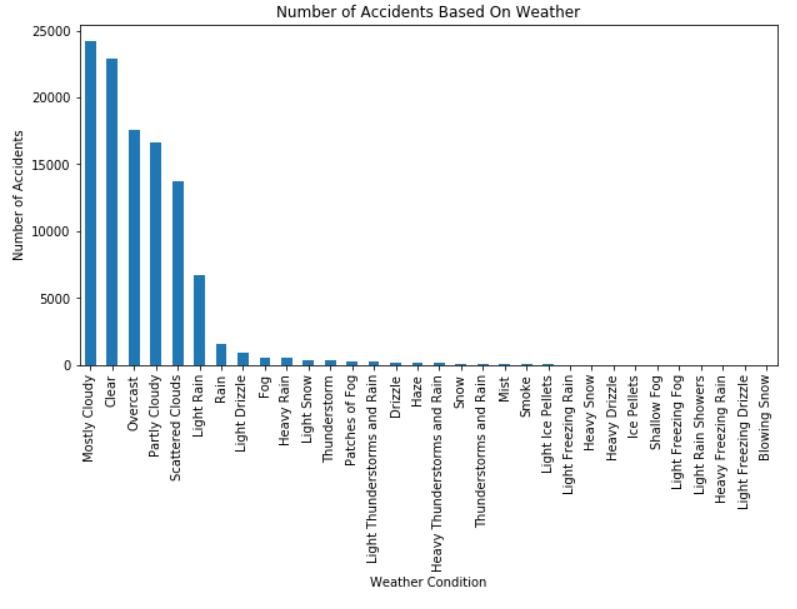 Number of Accidents Based On Weather
Number of Accidents
25000
20000
15000
10000
5000
0
Mostly Cloudy
Clear
Overcast
Partly Cloudy
Scattered Clouds
Light Rain
Rain
Light Drizzle
Fog
Heavy Rain
Light Snow
Thunderstorm
Patches of Fog
Light Thunderstorms and Rain
Drizzle
Haze
Heavy Thunderstorms and Rain
Snow
Thunderstorms and Rain
Mist
Smoke
Light Ice Pellets
Light Freezing Rain
Heavy Snow
Heavy Drizzle
Ice Pellets
Shallow Fog
Light Freezing Fog
Light Rain Showers
Heavy Freezing Rain
Light Freezing Drizzle
Blowing Snow
Weather Condition